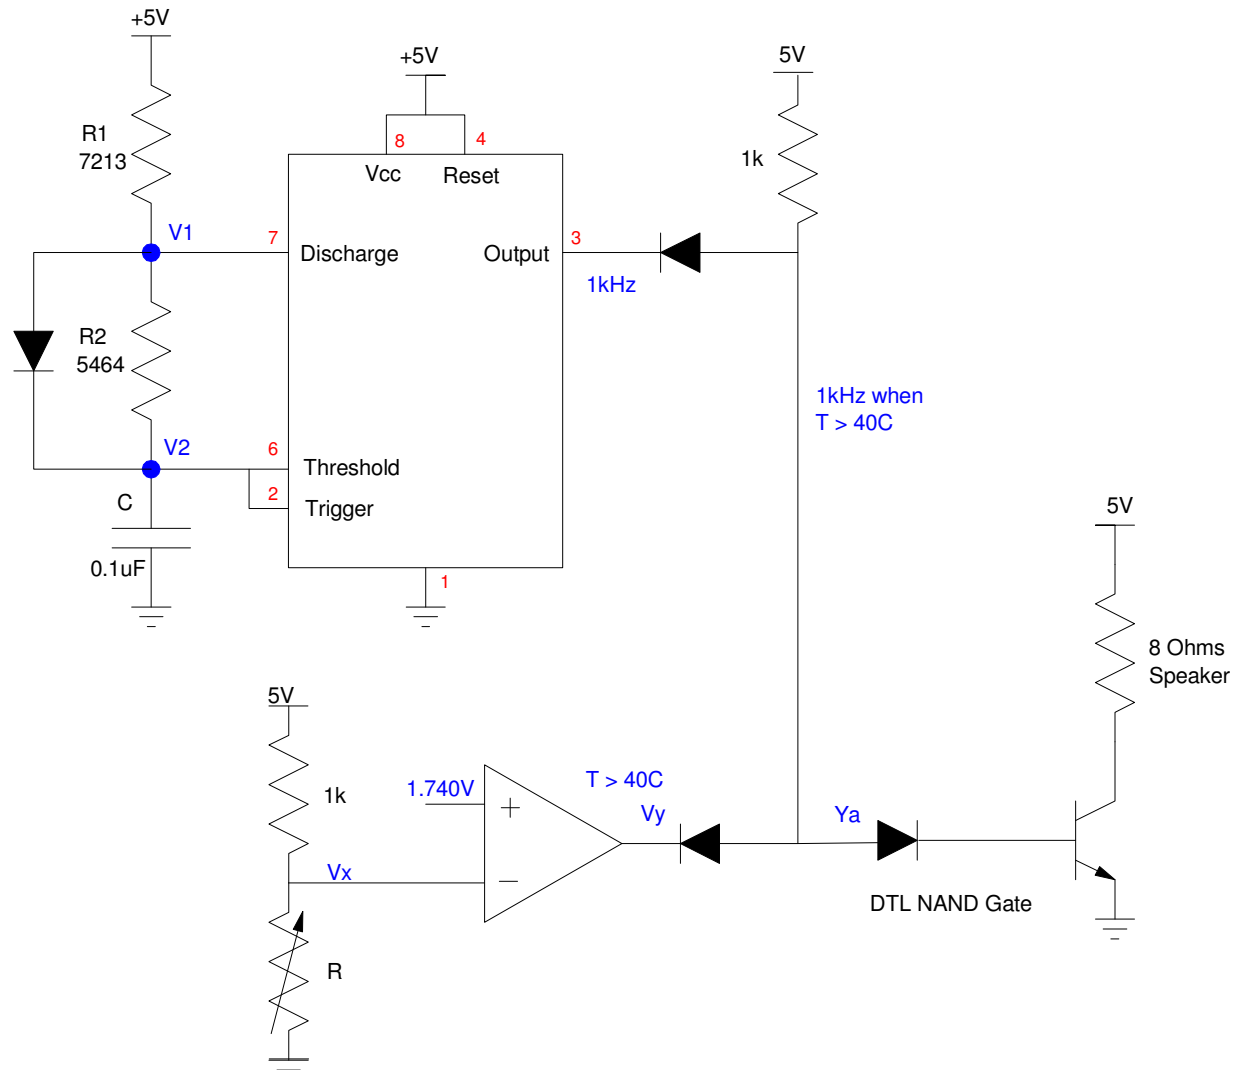 +5V
R1
7213
V1
R2
5464
V2
C
0.1uF
+5V
8
4
Vcc
Reset
7
Discharge
Output
3
1kHz
6
Threshold
2
Trigger
1
5V
1k
1kHz when
T > 40C
5V
8 Ohms
Speaker
5V
1k
Vx
R
1.740V
+
−
T > 40C
Vy
Ya
DTL NAND Gate